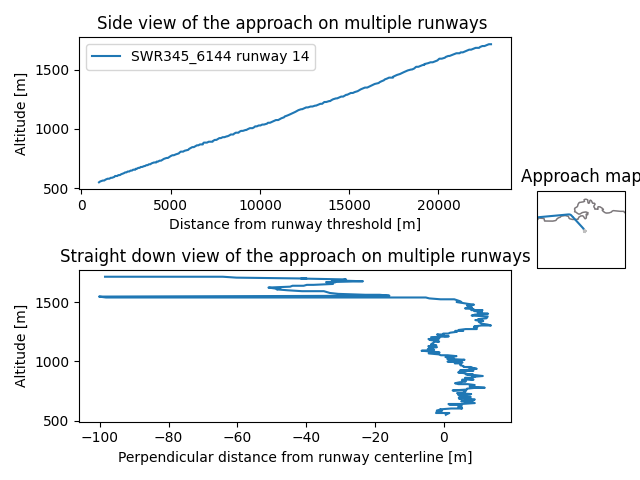 Side view of the approach on multiple runways
SWR345_6144 runway 14
Altitude [m]
1500
1000
500
0
5000
10000
15000
20000
Distance from runway threshold [m]
Approach map
Straight down view of the approach on multiple runways
Altitude [m]
1500
1000
500
−100
−80
−60
−40
−20
0
Perpendicular distance from runway centerline [m]